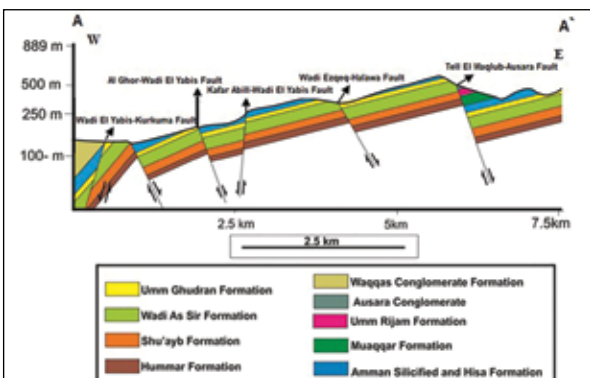 A
A`
W
E
889 m
500 m
250 m
100- m
Al Ghor-Wadi El Yabis Fault
Wadi Ezqeq-Halawa Fault
Tell El Maqlub-Ausara Fault
Kafar Abill-Wadi El Yabis Fault
Wadi El Yabis-Kurkuma Fault
2.5 km
5km
7.5km
2.5 km
Umm Ghudran Formation
Wadi As Sir Formation
Shu'ayb Formation
Hummar Formation
Waqqas Conglomerate Formation
Ausara Conglomerate
Umm Rijam Formation
Muaqqar Formation
Amman Silicified and Hisa Formation